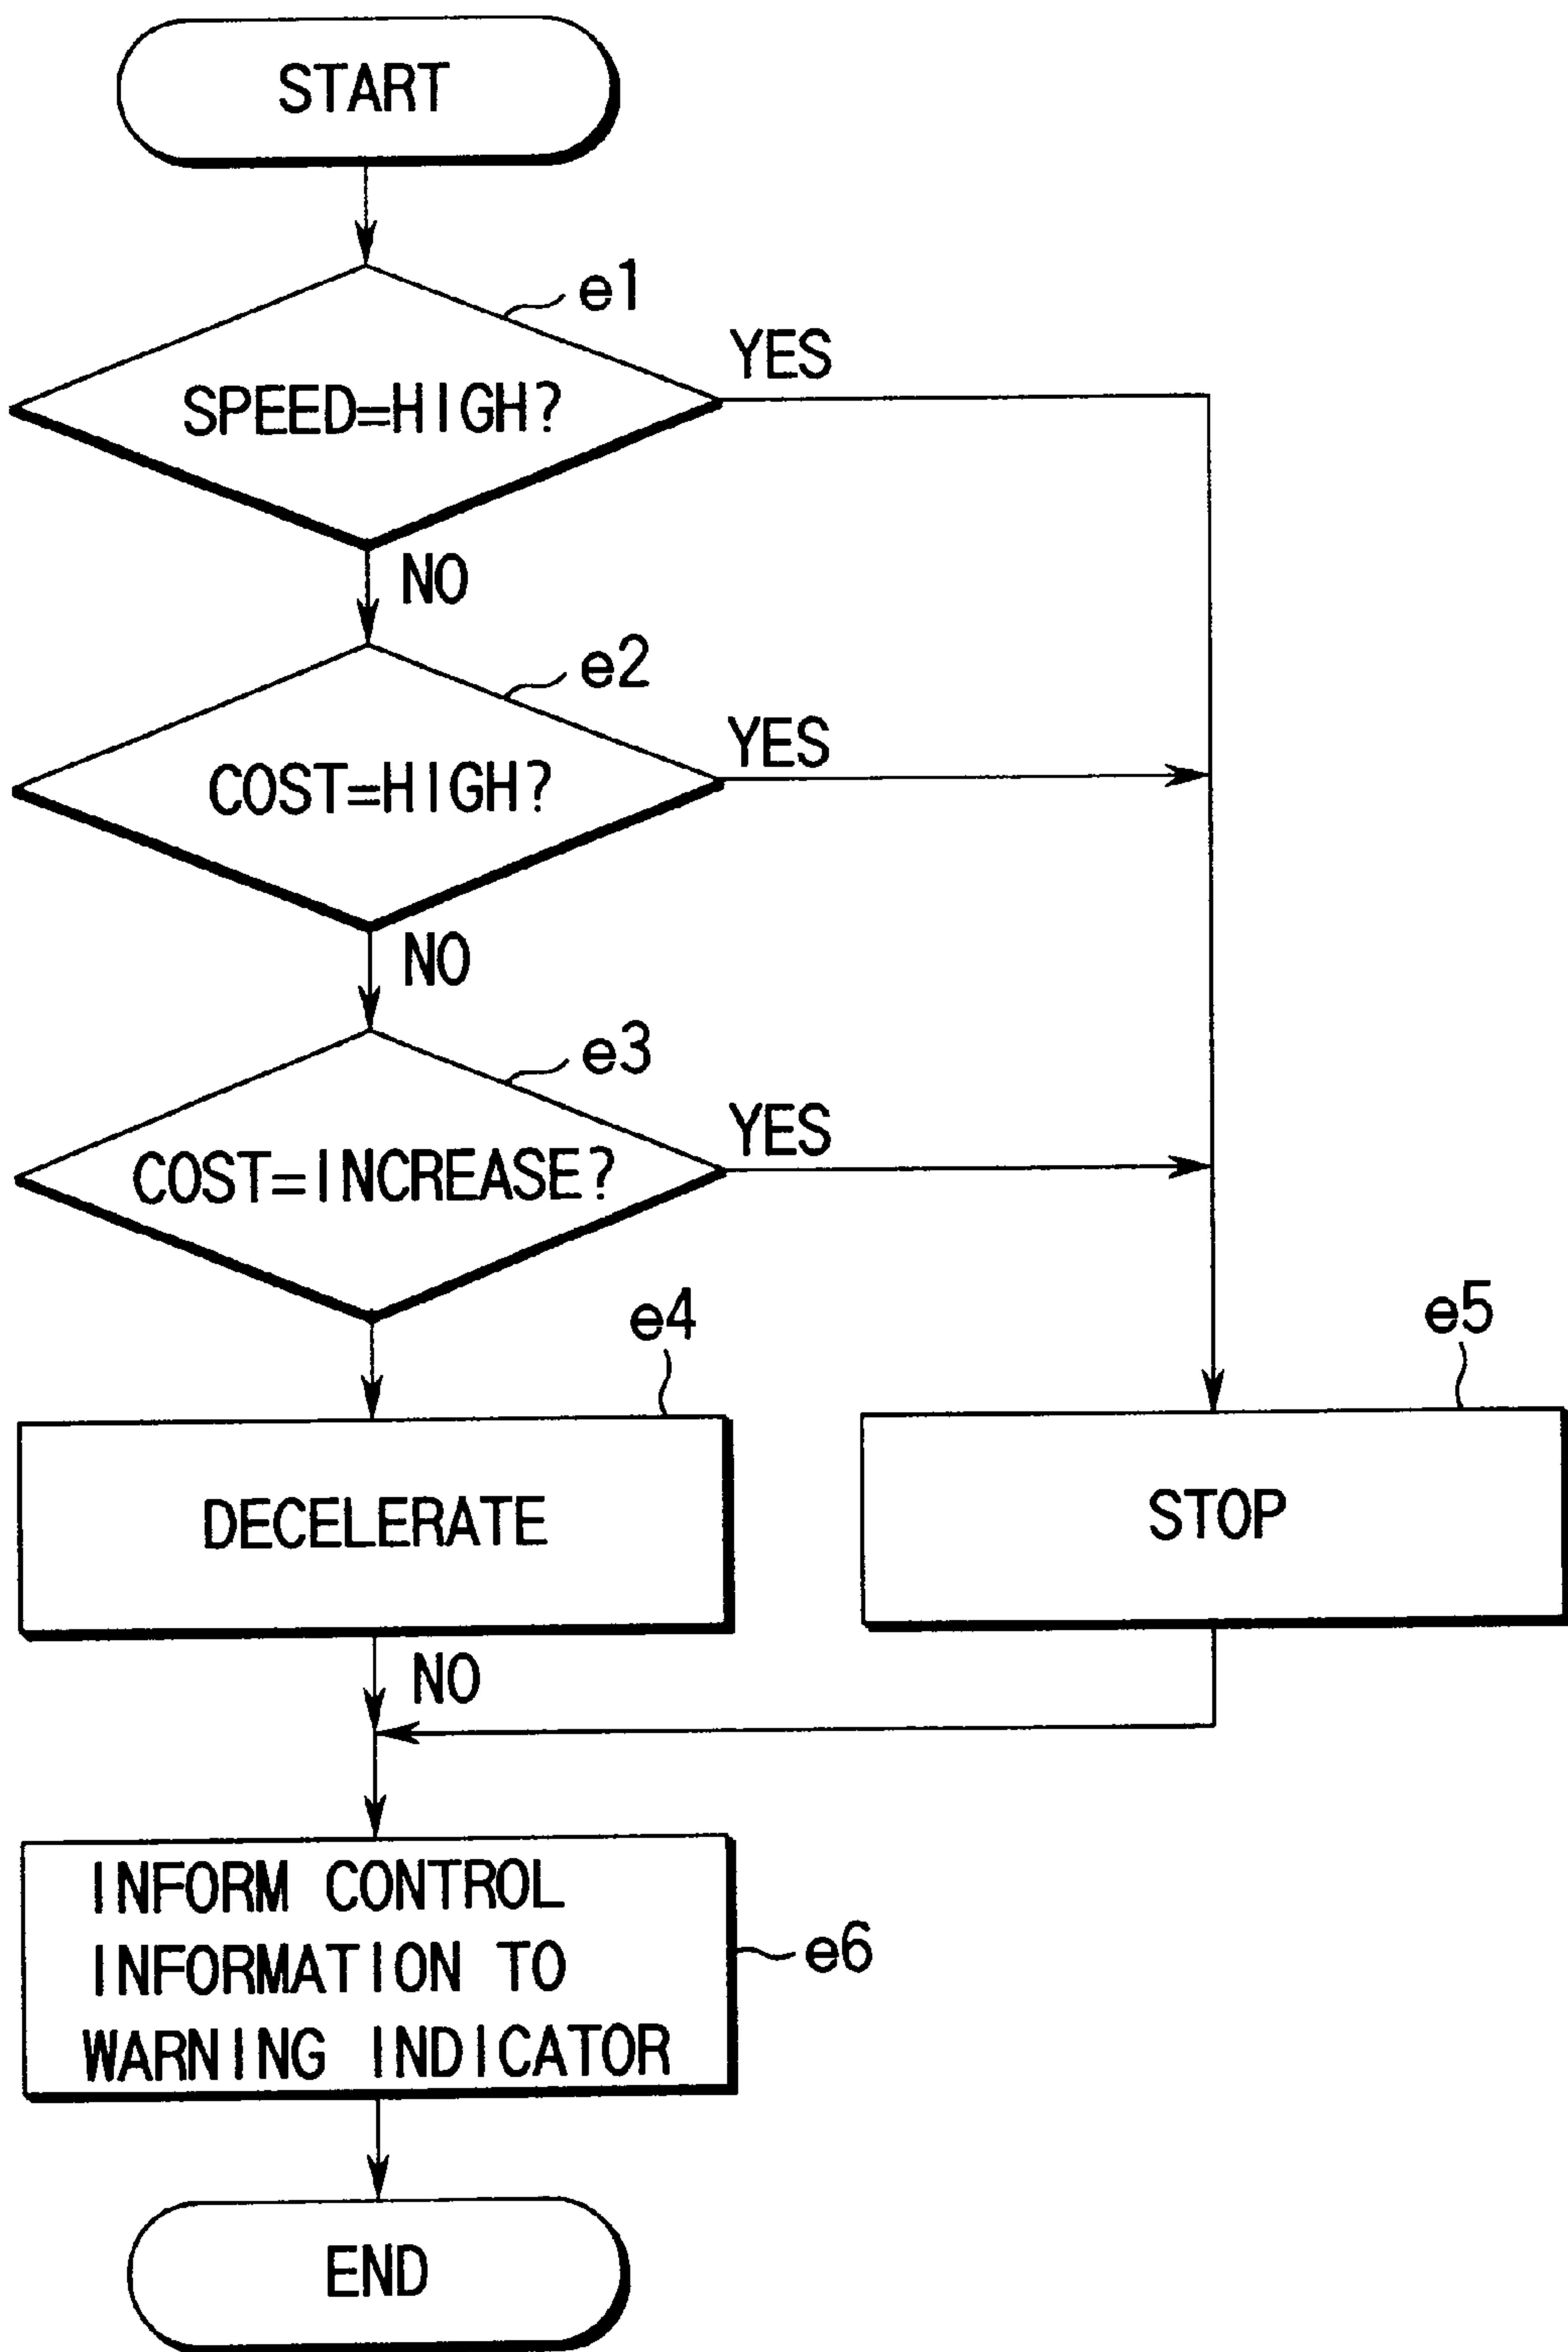 START
e1
YES
SPEED=HIGH?
NO
e2
YES
COST=HIGH?
NO
e3
YES
COST=INCREASE?
e4
e5
DECELERATE
STOP
NO
INFORM CONTROL
INFORMATION TO
WARNING INDICATOR
e6
END